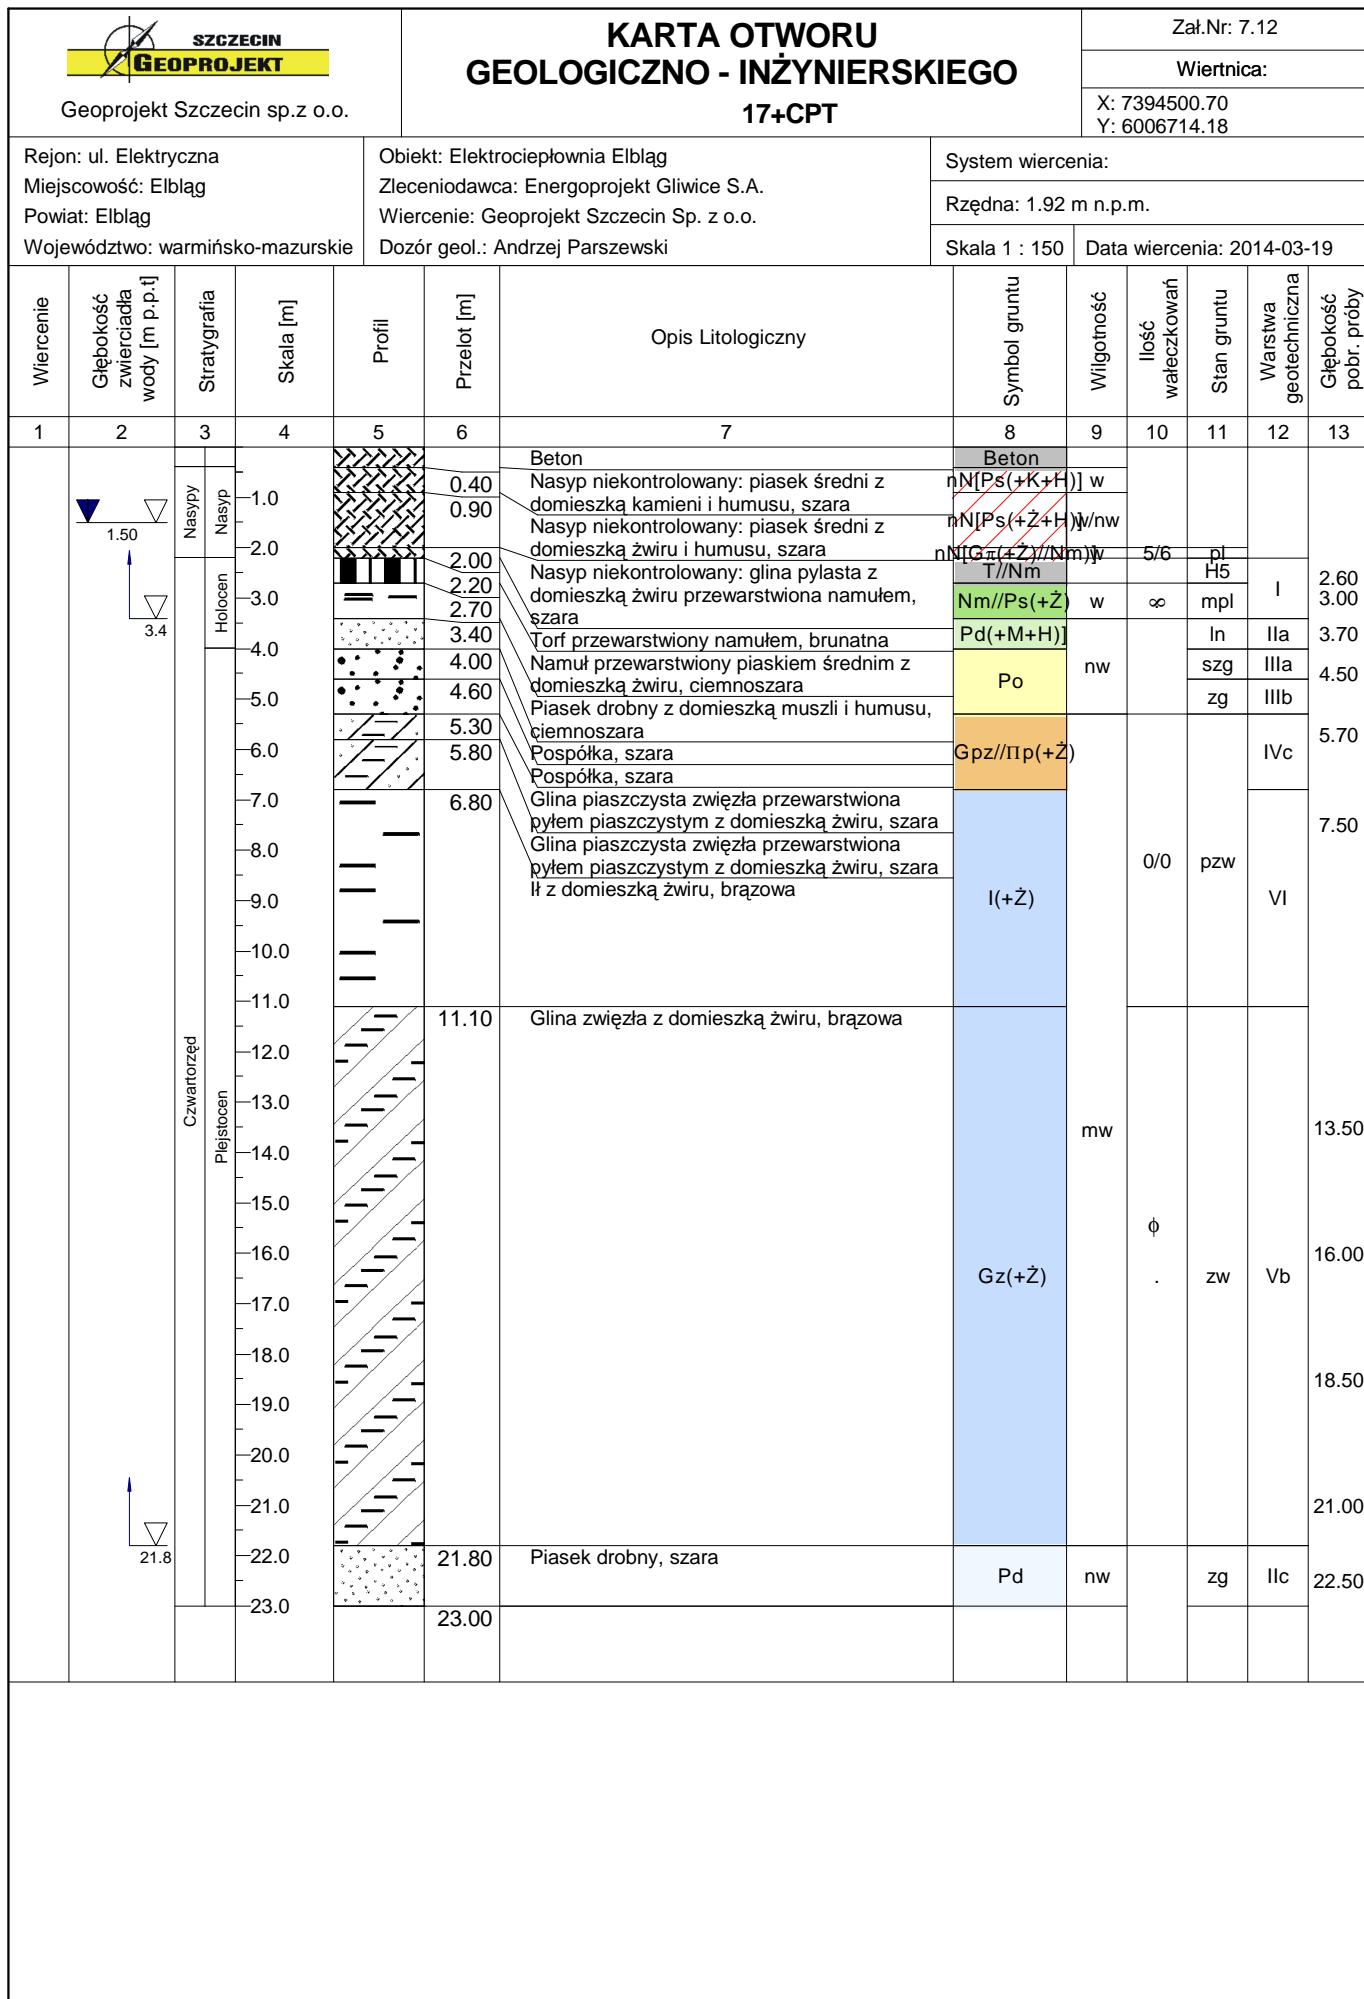 SZCZECIN
GEOPROJEKT
Geoprojekt Szczecin sp.z o.o.
KARTA OTWORU
GEOLOGICZNO - INŻYNIERSKIEGO
17+CPT
Zał.Nr: 7.12
Wiertnica:
X: 7394500.70
Y: 6006714.18
Rejon: ul. Elektryczna
Miejscowość: Elbląg
Powiat: Elbląg
Województwo: warmińsko-mazurskie
Obiekt: Elektrociepłownia Elbląg
Zleceniodawca: Energoprojekt Gliwice S.A.
Wiercenie: Geoprojekt Szczecin Sp. z o.o.
Dozór geol.: Andrzej Parszewski
System wiercenia:
Rzędna: 1.92 m n.p.m.
Skala 1 : 150
Data wiercenia: 2014-03-19
Wiercenie
Głębokość
zwierciadła
wody [m p.p.t]
Stratygrafia
Skala [m]
Profil
Przelot [m]
Opis Litologiczny
Symbol gruntu
Wilgotność
Ilość
wałeczkowań
Stan gruntu
Warstwa
geotechniczna
Głębokość
pobr. próby
1
2
3
4
5
6
7
8
9
10
11
12
13
1.50
3.4
21.8
Nasypy
Nasyp
Holocen
Czwartorzęd
Plejstocen
1.0
2.0
3.0
4.0
5.0
6.0
7.0
8.0
9.0
10.0
11.0
12.0
13.0
14.0
15.0
16.0
17.0
18.0
19.0
20.0
21.0
22.0
23.0
0.40
0.90
2.00
2.20
2.70
3.40
4.00
4.60
5.30
5.80
6.80
11.10
21.80
23.00
Beton
Nasyp niekontrolowany: piasek średni z
domieszką kamieni i humusu, szara
Nasyp niekontrolowany: piasek średni z
domieszką żwiru i humusu, szara
Nasyp niekontrolowany: glina pylasta z
domieszką żwiru przewarstwiona namułem,
szara
Torf przewarstwiony namułem, brunatna
Namuł przewarstwiony piaskiem średnim z
domieszką żwiru, ciemnoszara
Piasek drobny z domieszką muszli i humusu,
ciemnoszara
Pospółka, szara
Pospółka, szara
Glina piaszczysta zwięzła przewarstwiona
pyłem piaszczystym z domieszką żwiru, szara
Glina piaszczysta zwięzła przewarstwiona
pyłem piaszczystym z domieszką żwiru, szara
Ił z domieszką żwiru, brązowa
Glina zwięzła z domieszką żwiru, brązowa
Piasek drobny, szara
Beton
nN[Ps(+K+H)]
nN[Ps(+Ż+H)]
nN[Gπ(+Ż)//Nm)]
T//Nm
Nm//Ps(+Ż)
Pd(+M+H)]
Po
Gpz//Πp(+Ż)
I(+Ż)
Gz(+Ż)
Pd
w
w/nw
w
w
nw
mw
nw
5/6
∞
0/0
ϕ
.
pl
H5
mpl
ln
szg
zg
pzw
zw
zg
I
IIa
IIIa
IIIb
IVc
VI
Vb
IIc
2.60
3.00
3.70
4.50
5.70
7.50
13.50
16.00
18.50
21.00
22.50